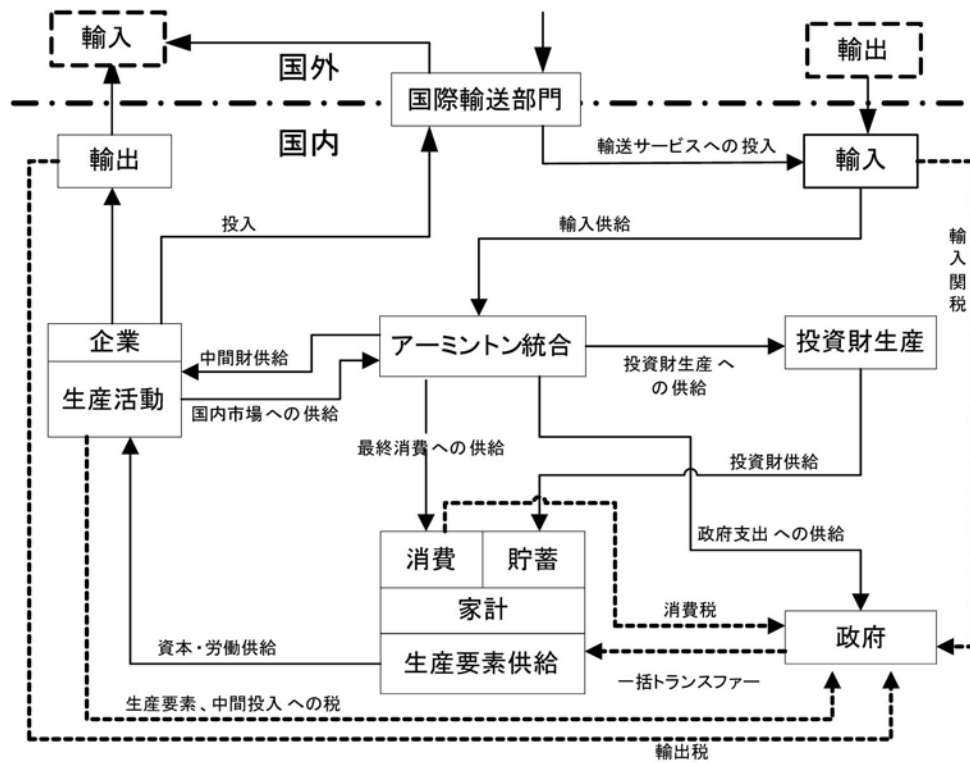 輸入
国外
輸出
国際輸送部門
国内
輸出
輸送サービスへの投入
輸入
投入
輸入供給
輸入関税
企業
生産活動
中間財供給
国内市場への供給
アーミントン統合
投資財生産へ
の供給
投資財生産
最終消費への供給
投資財供給
政府支出への供給
消費
貯蓄
家計
生産要素供給
消費税
政府
資本・労働供給
一括トランスファー
生産要素、中間投入への税
輸出税